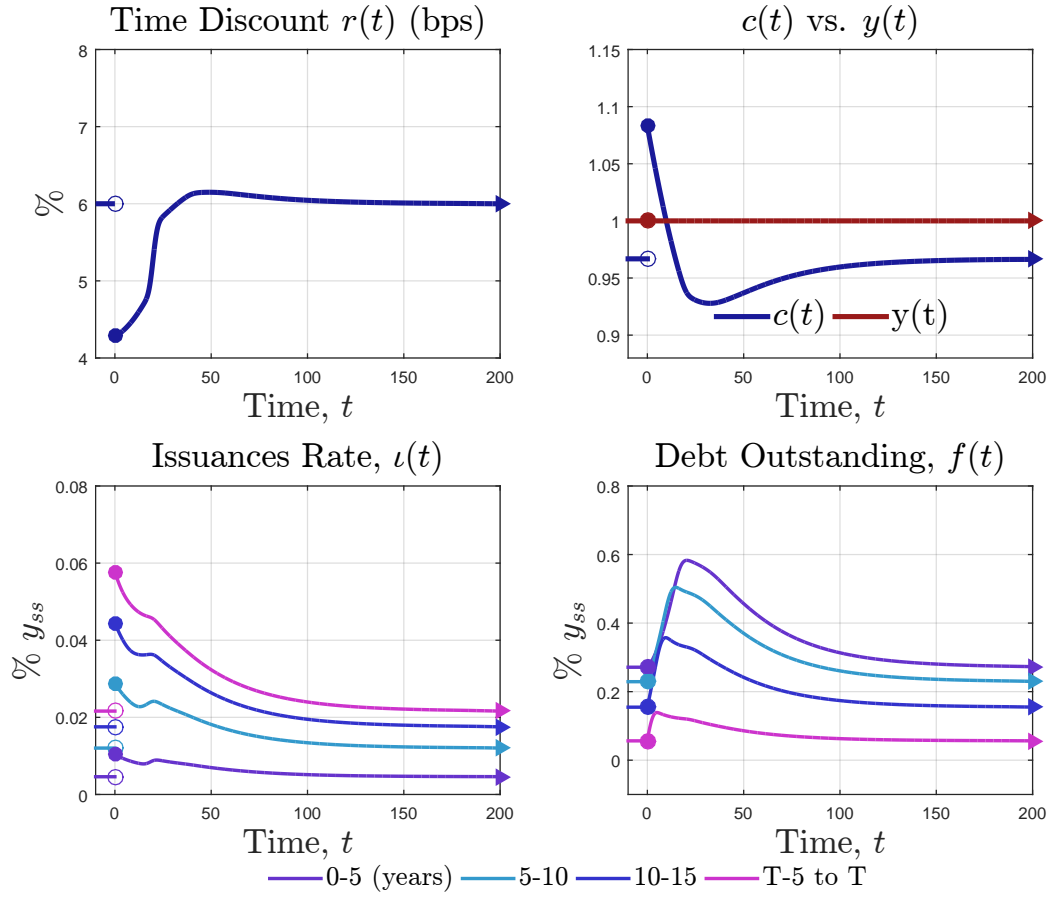 Time Discount r(t) (bps)
8
7
6
5
4
%
0 50 100 150 200
Time, t
c(t) vs. y(t)
1.15
1.1
1.05
1
0.95
0.9
c(t) y(t)
0 50 100 150 200
Time, t
Issuances Rate, ι(t)
0.08
0.06
0.04
0.02
0
% yss
0 50 100 150 200
Time, t
Debt Outstanding, f(t)
0.8
0.6
0.4
0.2
0
% yss
0 50 100 150 200
Time, t
0-5 (years) 5-10 10-15 T-5 to T